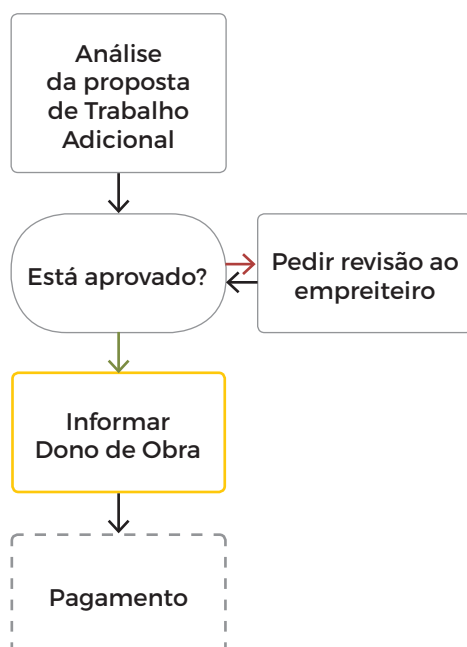 Análise
da proposta
de Trabalho
Adicional
Está aprovado?
Pedir revisão ao
empreiteiro
Informar
Dono de Obra
Pagamento